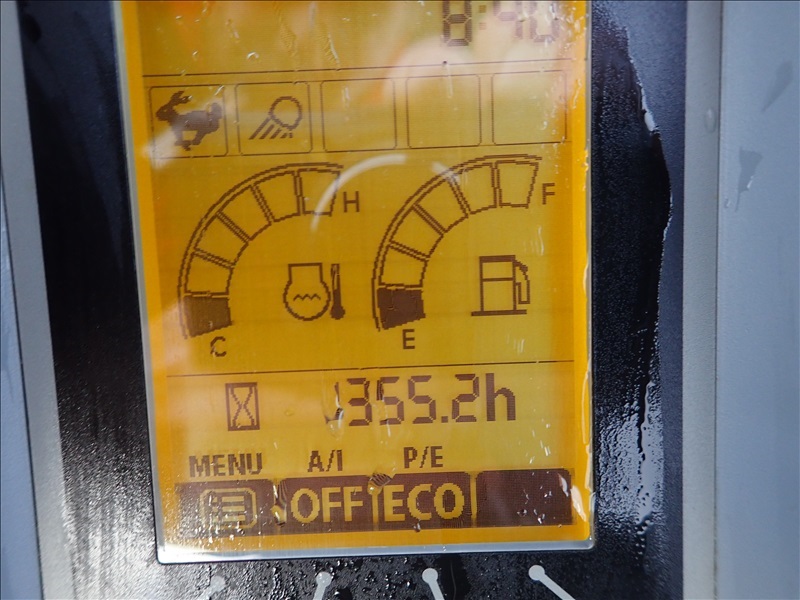 H
F
C
E
355.2h
MENU A/I P/E
OFF ECO